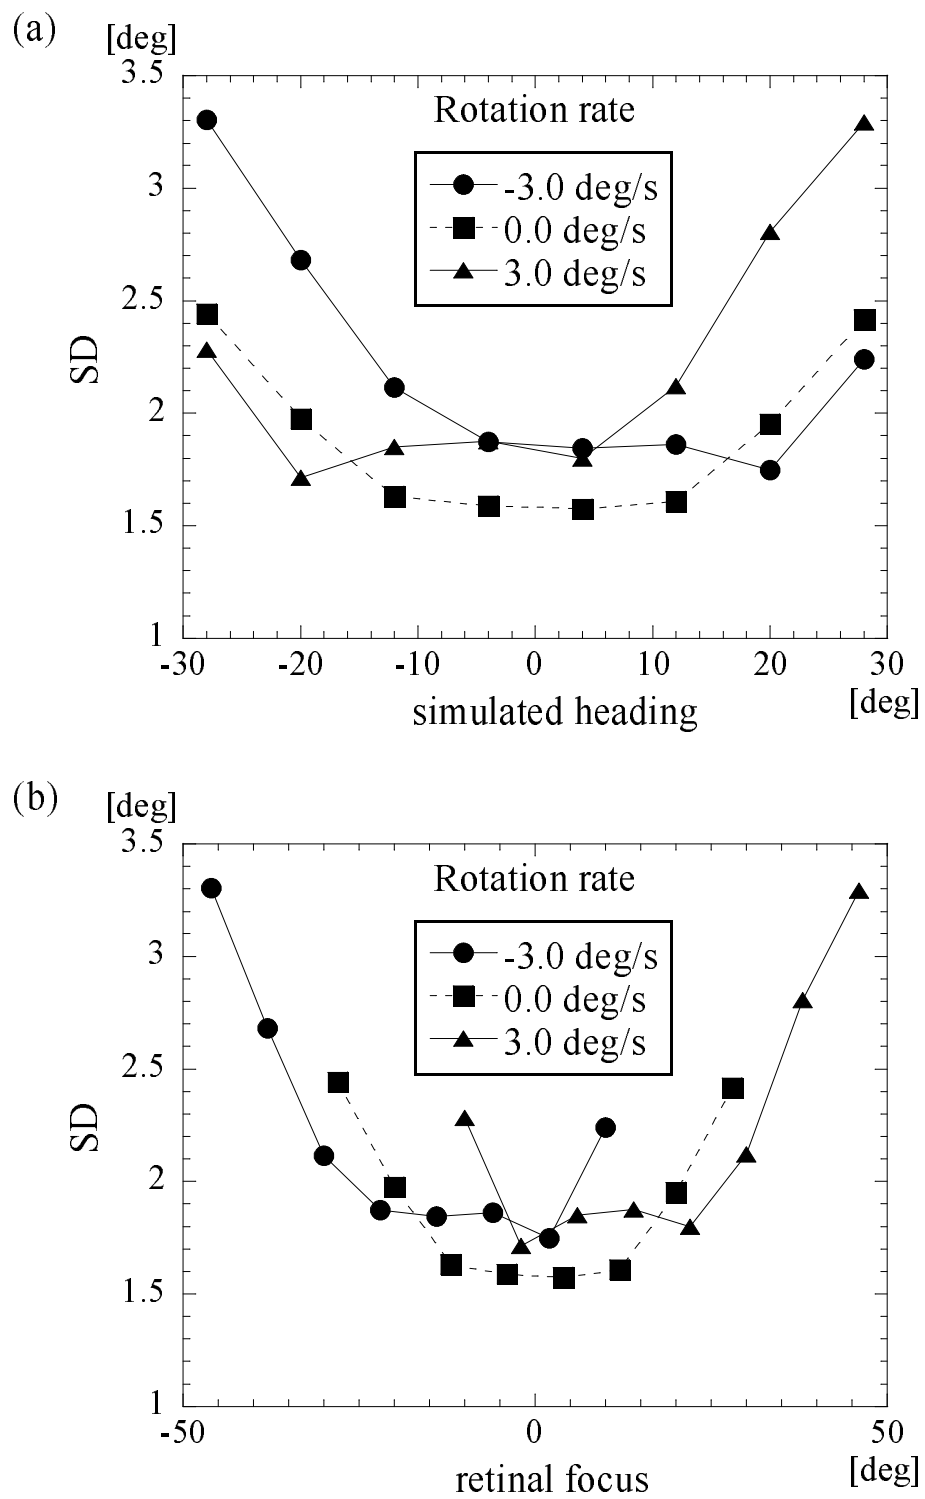 (a)
[deg]
3.5
3
2.5
2
1.5
1
SD
Rotation rate
-3.0 deg/s
0.0 deg/s
3.0 deg/s
-30 -20 -10 0 10 20 30
simulated heading
[deg]
(b)
[deg]
3.5
3
2.5
2
1.5
1
SD
Rotation rate
-3.0 deg/s
0.0 deg/s
3.0 deg/s
-50 0 50
retinal focus
[deg]